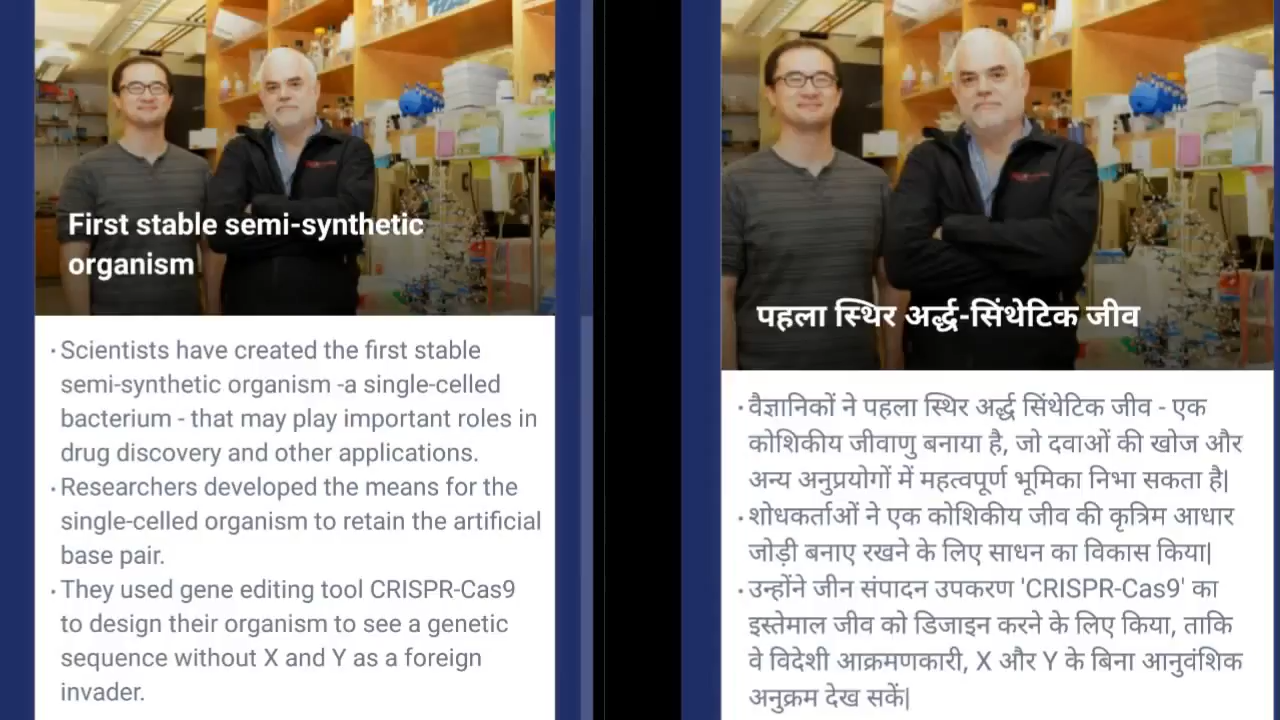 First stable semi-synthetic
organism
· Scientists have created the first stable
semi-synthetic organism -a single-celled
bacterium - that may play important roles in
drug discovery and other applications.
· Researchers developed the means for the
single-celled organism to retain the artificial
base pair.
· They used gene editing tool CRISPR-Cas9
to design their organism to see a genetic
sequence without X and Y as a foreign
invader.
पहला स्थिर अर्द्ध-सिंथेटिक जीव
· वैज्ञानिकों ने पहला स्थिर अर्द्ध सिंथेटिक जीव - एक
कोशिकीय जीवाणु बनाया है, जो दवाओं की खोज और
अन्य अनुप्रयोगों में महत्वपूर्ण भूमिका निभा सकता है|
· शोधकर्ताओं ने एक कोशिकीय जीव की कृत्रिम आधार
जोड़ी बनाए रखने के लिए साधन का विकास किया|
· उन्होंने जीन संपादन उपकरण 'CRISPR-Cas9' का
इस्तेमाल जीव को डिजाइन करने के लिए किया, ताकि
वे विदेशी आक्रमणकारी, X और Y के बिना आनुवंशिक
अनुक्रम देख सकें|